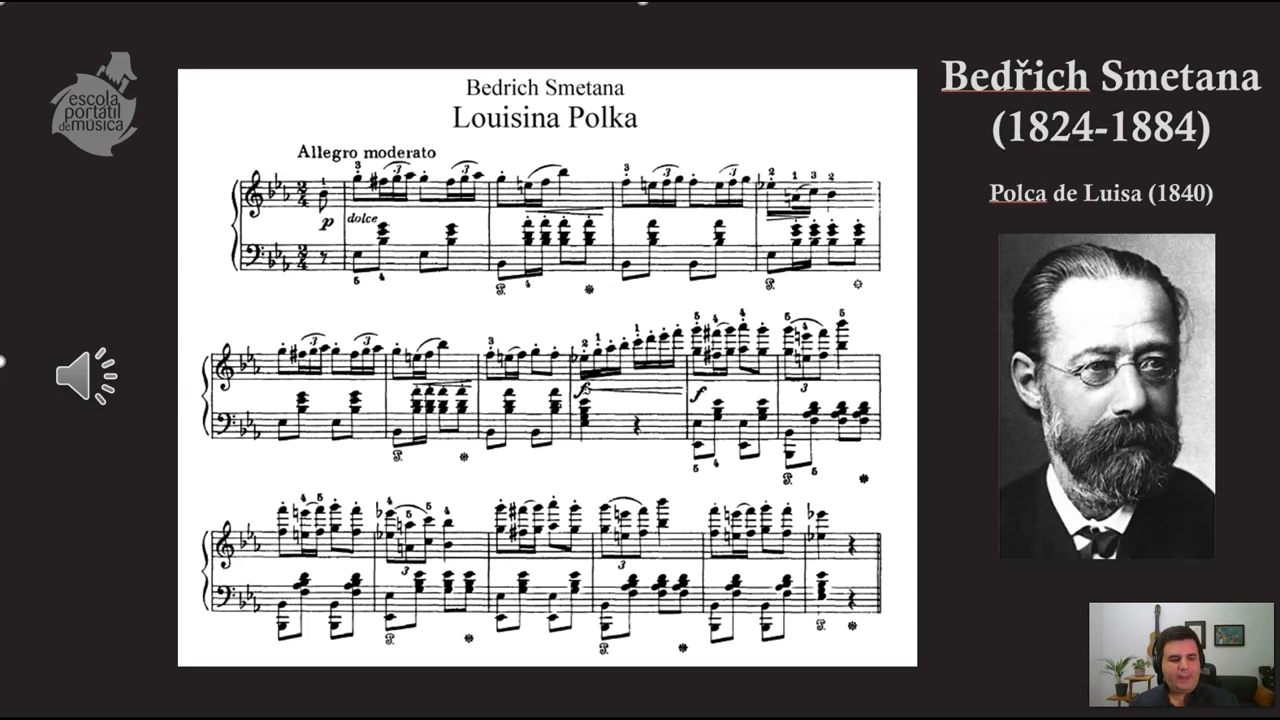 escola
portátil
de música
Bedřich Smetana
(1824-1884)
Polca de Luisa (1840)
Bedrich Smetana
Louisina Polka
Allegro moderato
p
dolce
f